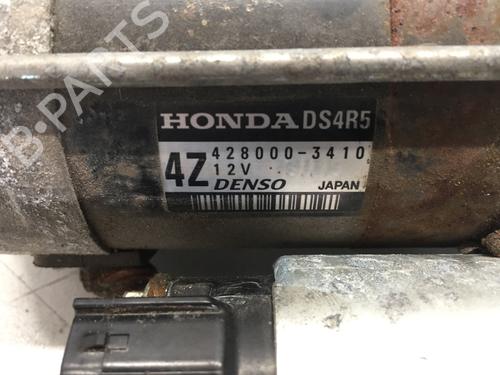 B-PARTS
HONDA DS4R5
4Z 428000-3410
12V
DENSO JAPAN